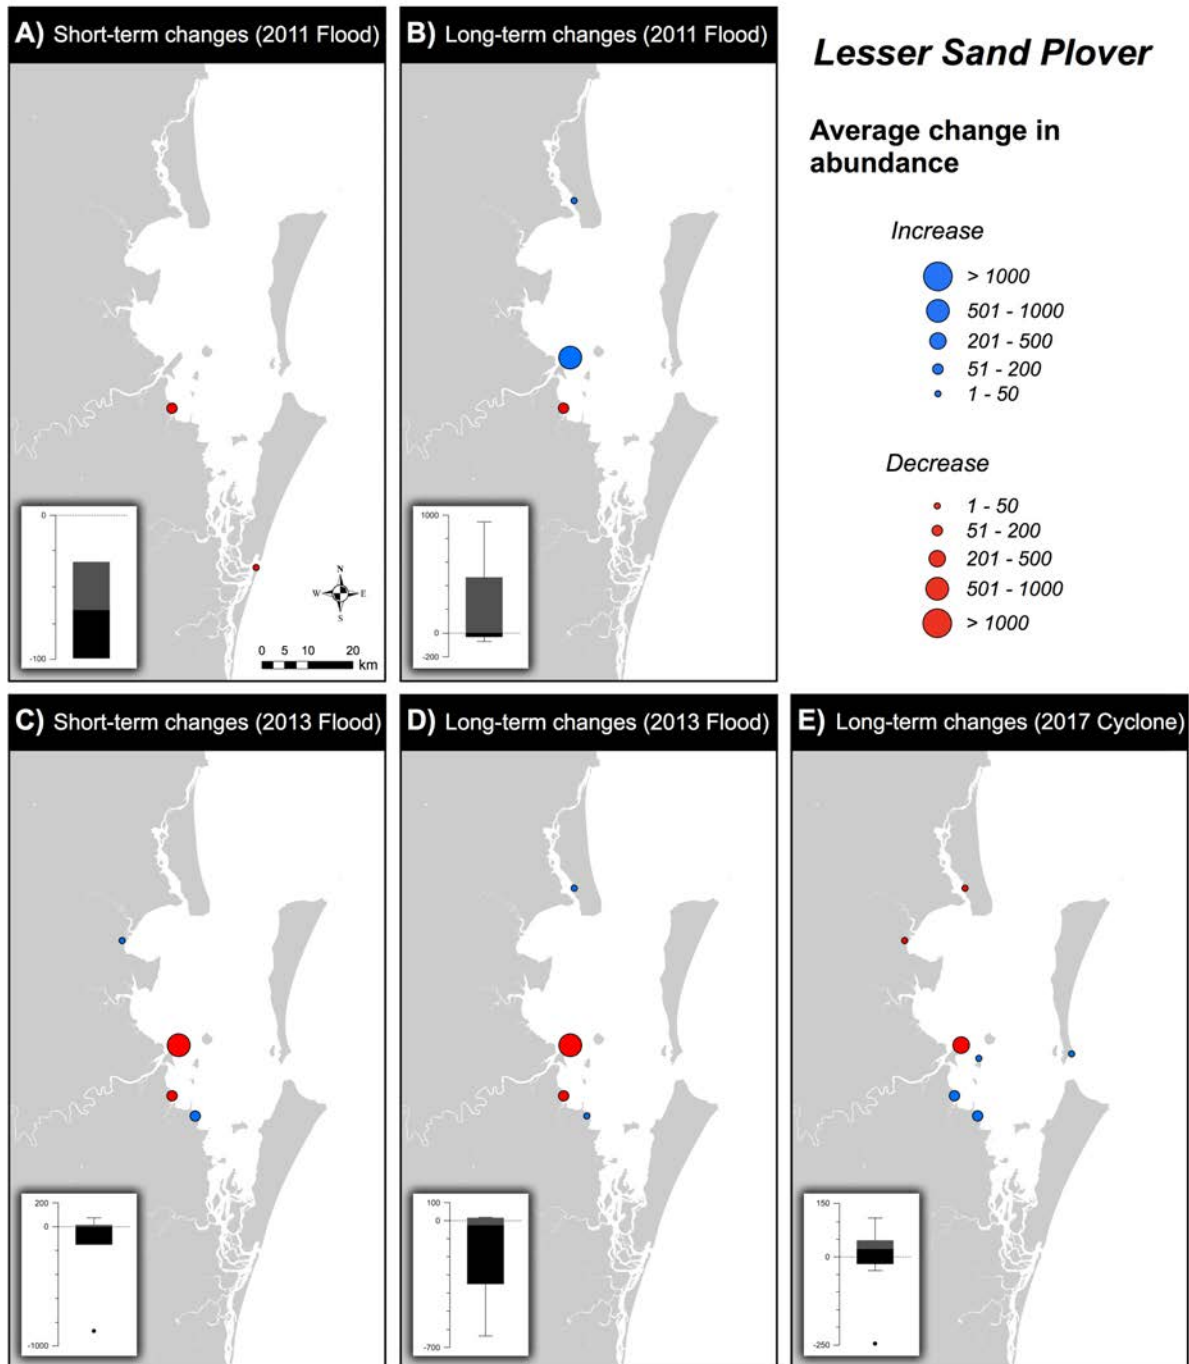 A) Short-term changes (2011 Flood)
B) Long-term changes (2011 Flood)
Lesser Sand Plover
Average change in
abundance
Increase
> 1000
501 - 1000
201 - 500
51 - 200
1 - 50
Decrease
1 - 50
51 - 200
201 - 500
501 - 1000
> 1000
0
-100
N
W E
S
0 5 10 20
km
1000
0
-200
C) Short-term changes (2013 Flood)
D) Long-term changes (2013 Flood)
E) Long-term changes (2017 Cyclone)
200
0
-1000
100
0
-700
150
0
-250